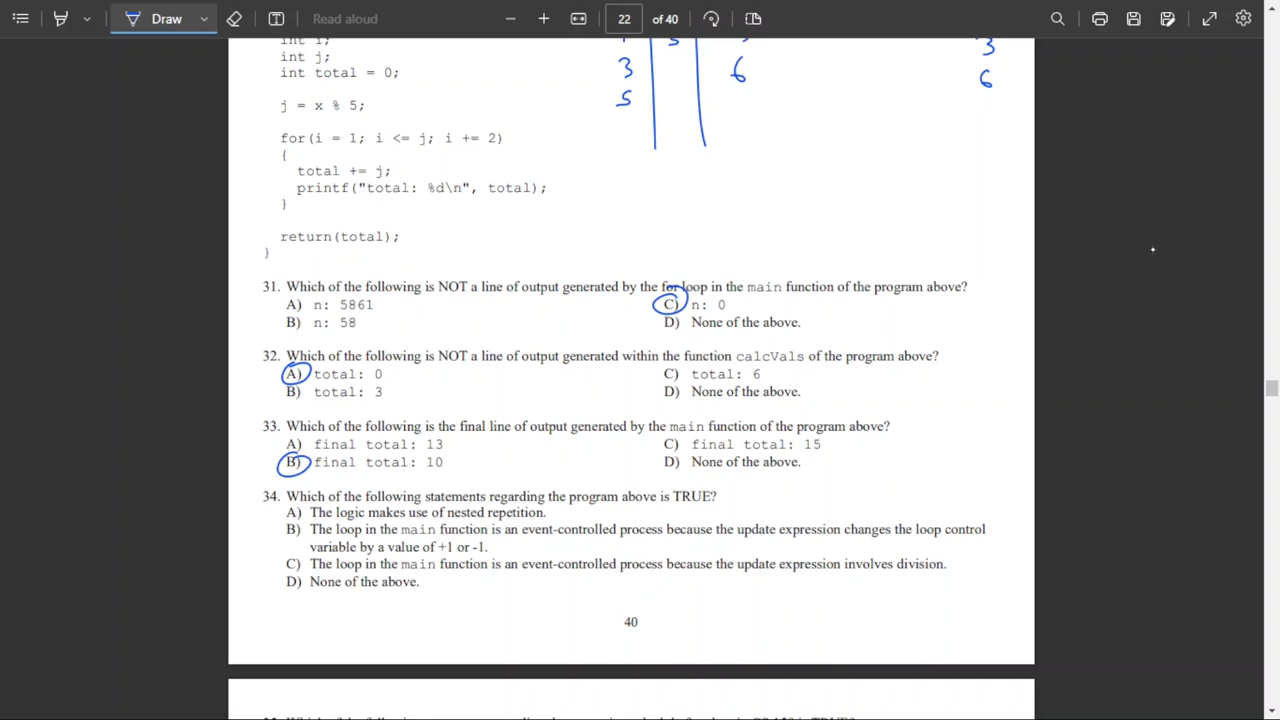 Draw
Read aloud
22 of 40
int i;
int j;
int total = 0;
3
3
6
6
5
j = x % 5;
for(i = 1; i <= j; i += 2)
{
total += j;
printf("total: %d\n", total);
}
return(total);
}
31. Which of the following is NOT a line of output generated by the for loop in the main function of the program above?
A) n: 5861
C) n: 0
B) n: 58
D) None of the above.
32. Which of the following is NOT a line of output generated within the function calcVals of the program above?
A) total: 0
C) total: 6
B) total: 3
D) None of the above.
33. Which of the following is the final line of output generated by the main function of the program above?
A) final total: 13
C) final total: 15
B) final total: 10
D) None of the above.
34. Which of the following statements regarding the program above is TRUE?
A) The logic makes use of nested repetition.
B) The loop in the main function is an event-controlled process because the update expression changes the loop control
variable by a value of +1 or -1.
C) The loop in the main function is an event-controlled process because the update expression involves division.
D) None of the above.
40